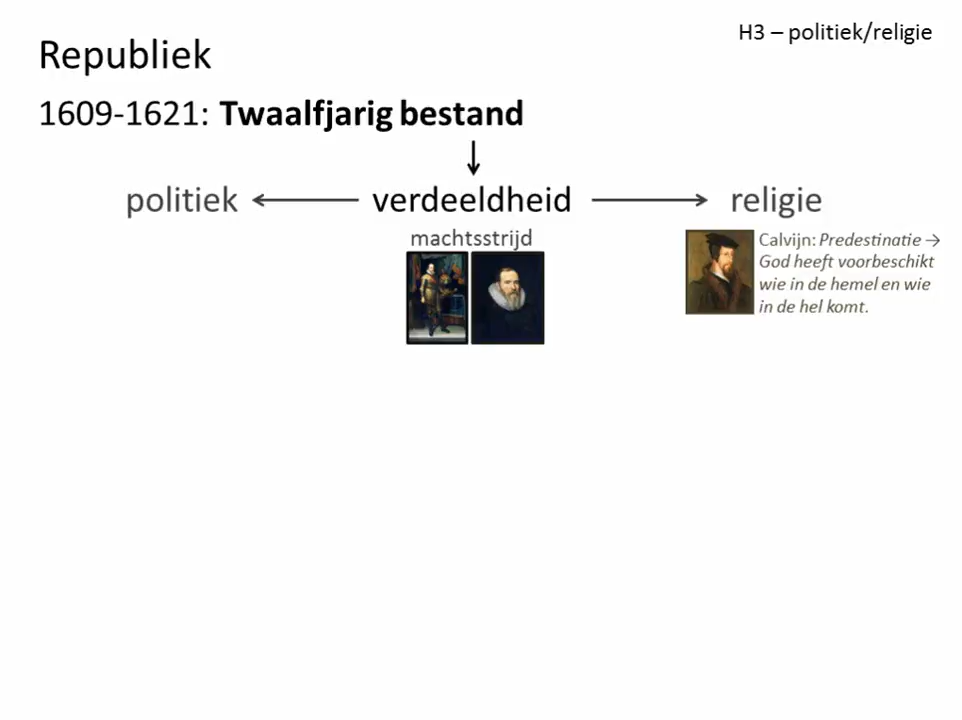 H3 – politiek/religie
Republiek
1609-1621: Twaalfjarig bestand
politiek
verdeeldheid
religie
machtsstrijd
Calvijn: Predestinatie →
God heeft voorbeschikt
wie in de hemel en wie
in de hel komt.